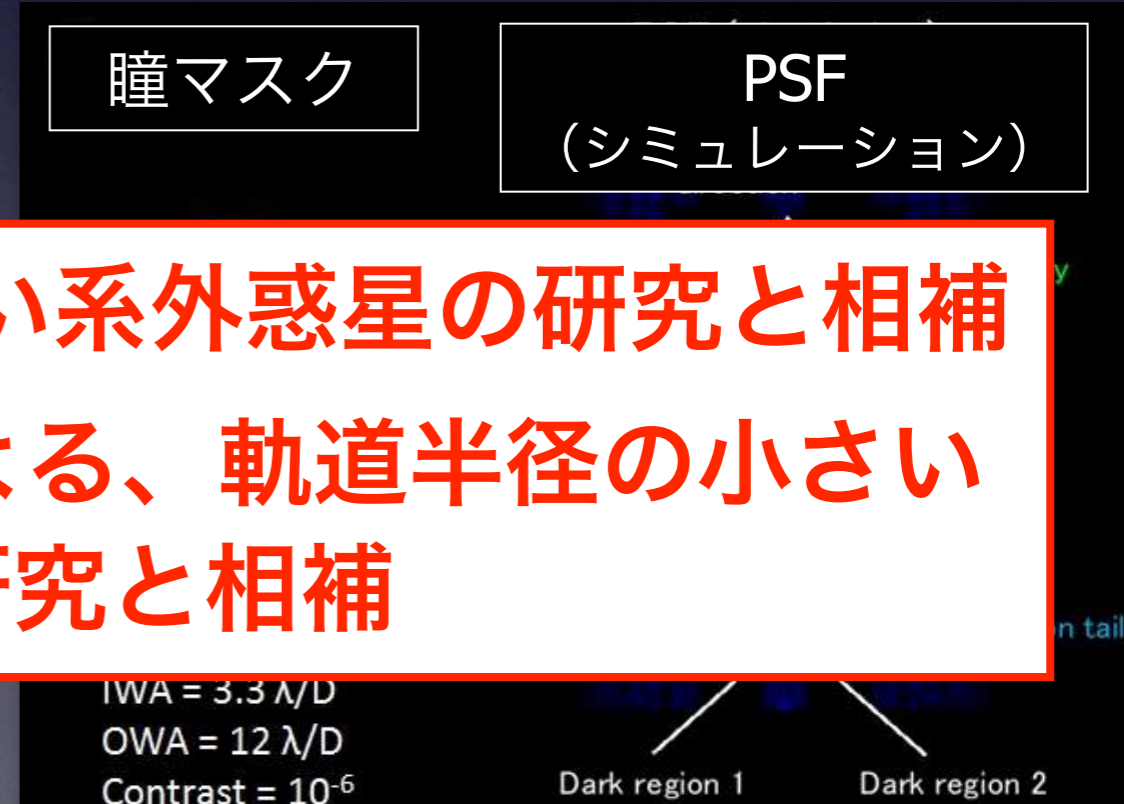 瞳マスク
PSF
（シミュレーション）
い系外惑星の研究と相補
よる、軌道半径の小さい
研究と相補
IWA = 3.3 λ/D
OWA = 12 λ/D
Contrast = 10⁻⁶
y
n tail
Dark region 1
Dark region 2